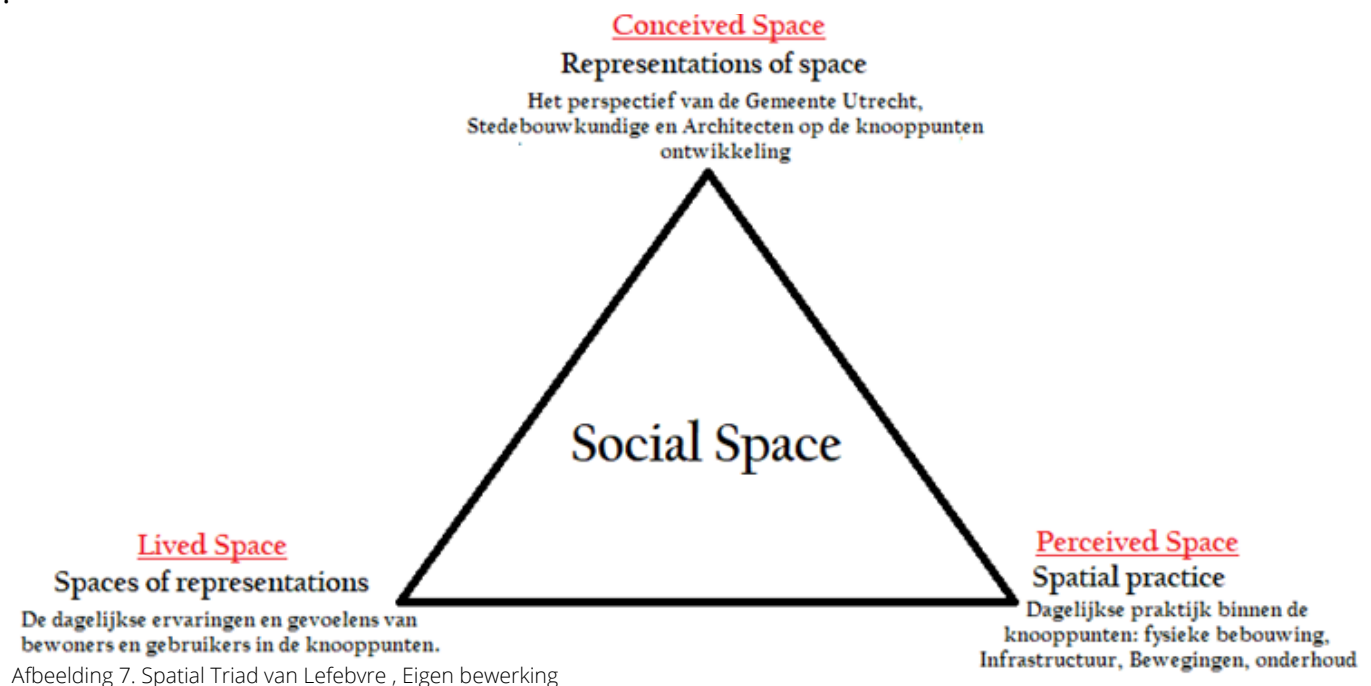 Conceived Space
Representations of space
Het perspectief van de Gemeente Utrecht,
Stedebouwkundige en Architecten op de knooppunten
ontwikkeling
Social Space
Lived Space
Spaces of representations
De dagelijkse ervaringen en gevoelens van
bewoners en gebruikers in de knooppunten.
Perceived Space
Spatial practice
Dagelijkse praktijk binnen de
knooppunten: fysieke bebouwing,
Infrastructuur, Bewegingen, onderhoud
Afbeelding 7. Spatial Triad van Lefebvre , Eigen bewerking